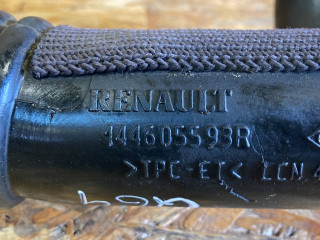 RENAULT
144605593R
>TPC-ET< LCN